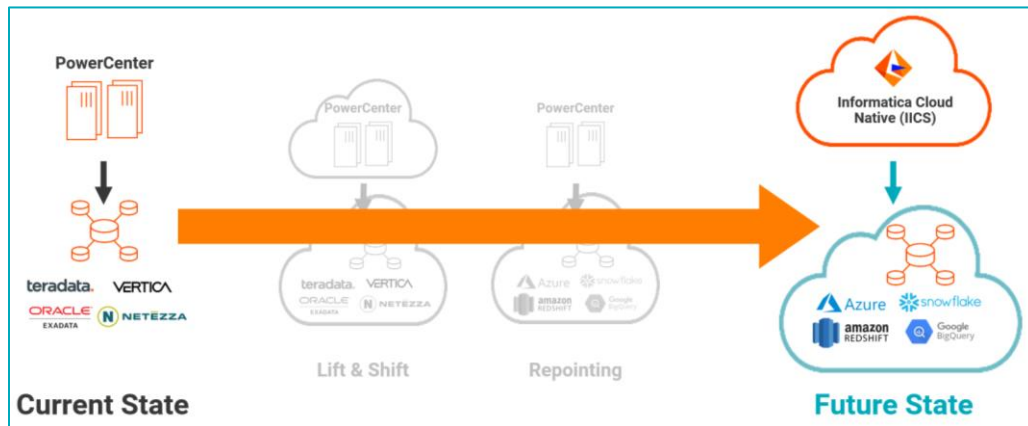 PowerCenter
teradata.
VERTICA
ORACLE
EXADATA
N NETEZZA
Current State
PowerCenter
teradata.
VERTICA
ORACLE
EXADATA
N NETEZZA
Lift & Shift
PowerCenter
Azure
snowflake
amazon
REDSHIFT
Google
BigQuery
Repointing
Informatica Cloud
Native (IICS)
Azure
snowflake
amazon
REDSHIFT
Google
BigQuery
Future State